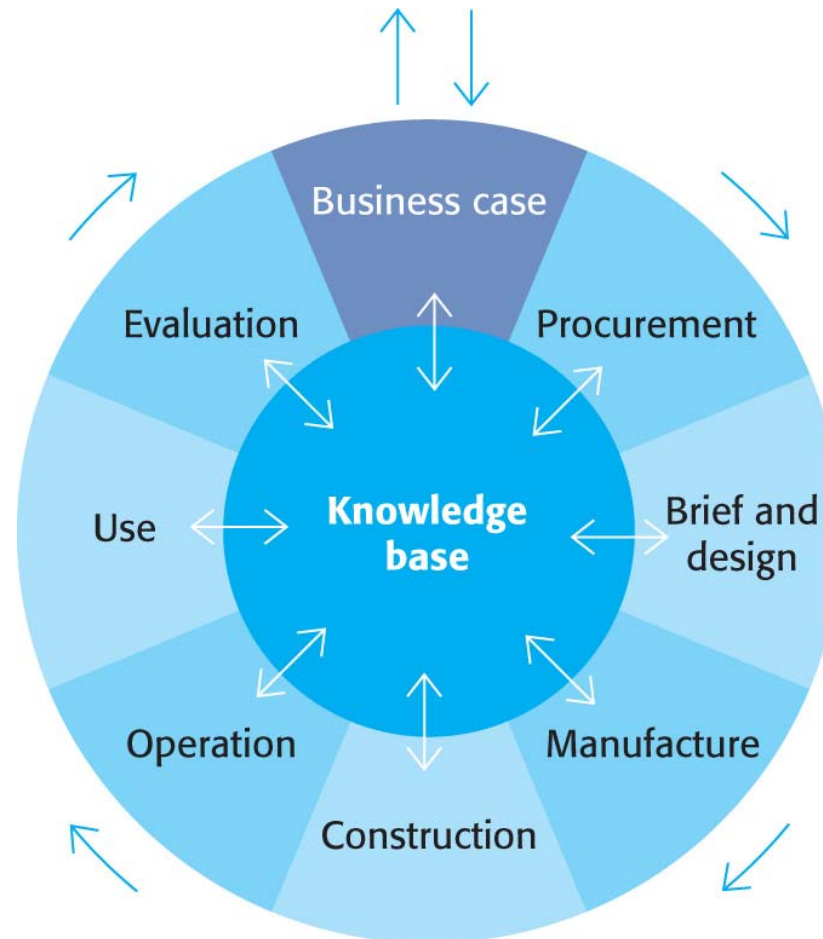 Business case
Evaluation
Procurement
Use
Knowledge
base
Brief and
design
Operation
Manufacture
Construction